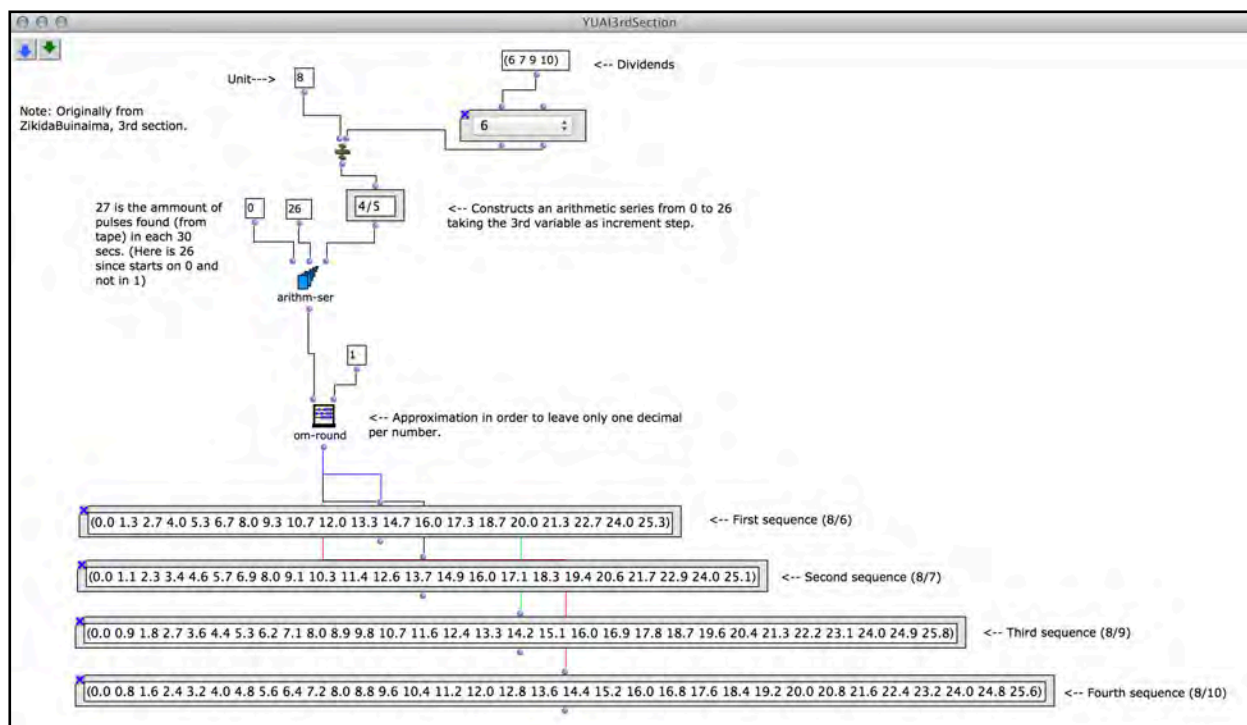 YUAI3rdSection
(6 7 9 10)
<-- Dividends
Unit--->
8
Note: Originally from
ZikidaBuinaima, 3rd section.
6
27 is the ammount of
pulses found (from
tape) in each 30
secs. (Here is 26
since starts on 0 and
not in 1)
0
26
4/5
<-- Constructs an arithmetic series from 0 to 26
taking the 3rd variable as increment step.
arithm-ser
1
om-round
<-- Approximation in order to leave only one decimal
per number.
(0.0 1.3 2.7 4.0 5.3 6.7 8.0 9.3 10.7 12.0 13.3 14.7 16.0 17.3 18.7 20.0 21.3 22.7 24.0 25.3)
<-- First sequence (8/6)
(0.0 1.1 2.3 3.4 4.6 5.7 6.9 8.0 9.1 10.3 11.4 12.6 13.7 14.9 16.0 17.1 18.3 19.4 20.6 21.7 22.9 24.0 25.1)
<-- Second sequence (8/7)
(0.0 0.9 1.8 2.7 3.6 4.4 5.3 6.2 7.1 8.0 8.9 9.8 10.7 11.6 12.4 13.3 14.2 15.1 16.0 16.9 17.8 18.7 19.6 20.4 21.3 22.2 23.1 24.0 24.9 25.8)
<-- Third sequence (8/9)
(0.0 0.8 1.6 2.4 3.2 4.0 4.8 5.6 6.4 7.2 8.0 8.8 9.6 10.4 11.2 12.0 12.8 13.6 14.4 15.2 16.0 16.8 17.6 18.4 19.2 20.0 20.8 21.6 22.4 23.2 24.0 24.8 25.6)
<-- Fourth sequence (8/10)